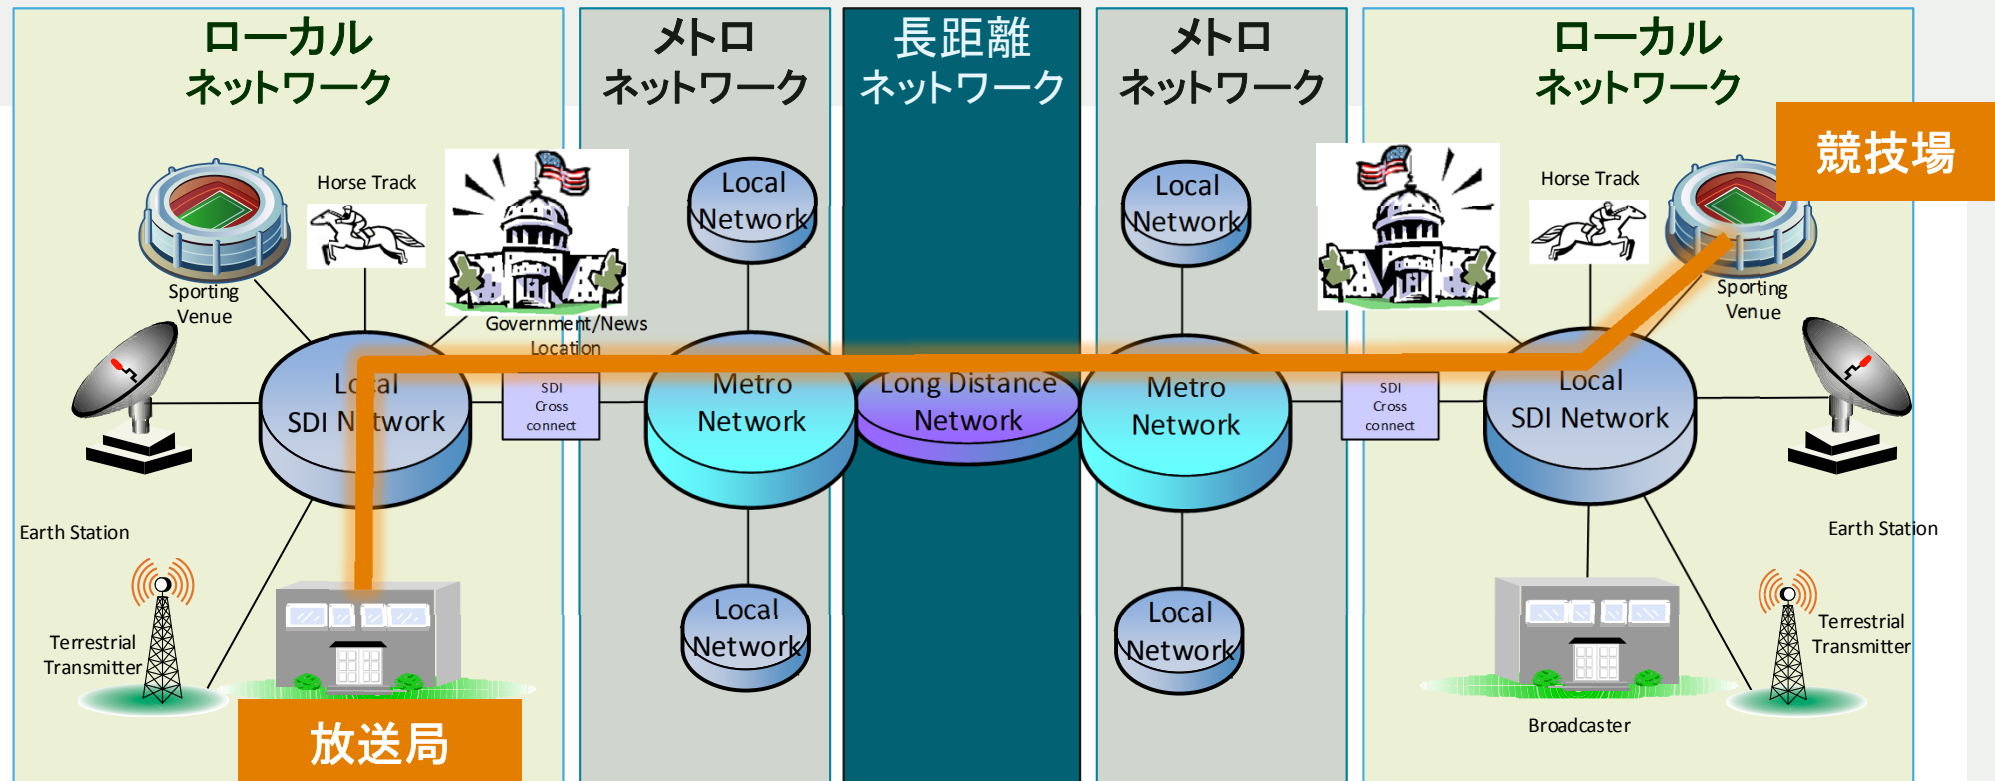 ローカル
ネットワーク
メトロ
ネットワーク
長距離
ネットワーク
メトロ
ネットワーク
ローカル
ネットワーク
競技場
Horse Track
Sporting
Venue
Government/News
Location
Local
Network
Local
Network
Horse Track
Sporting
Venue
Local
SDI Network
SDI
Cross
connect
Metro
Network
Long Distance
Network
Metro
Network
SDI
Cross
connect
Local
SDI Network
Earth Station
Earth Station
Terrestrial
Transmitter
Local
Network
Local
Network
Terrestrial
Transmitter
放送局
Broadcaster